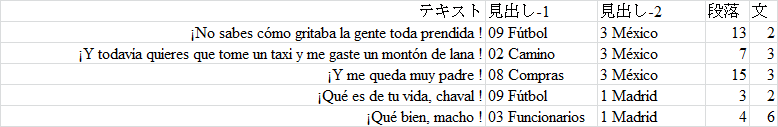 テキスト 見出し-1 見出し-2 段落 文
¡No sabes cómo gritaba la gente toda prendida ! 09 Fútbol 3 México 13 2
¡Y todavía quieres que tome un taxi y me gaste un montón de lana ! 02 Camino 3 México 7 3
¡Y me queda muy padre ! 08 Compras 3 México 15 3
¡Qué es de tu vida, chaval ! 09 Fútbol 1 Madrid 3 2
¡Qué bien, macho ! 03 Funcionarios 1 Madrid 4 6